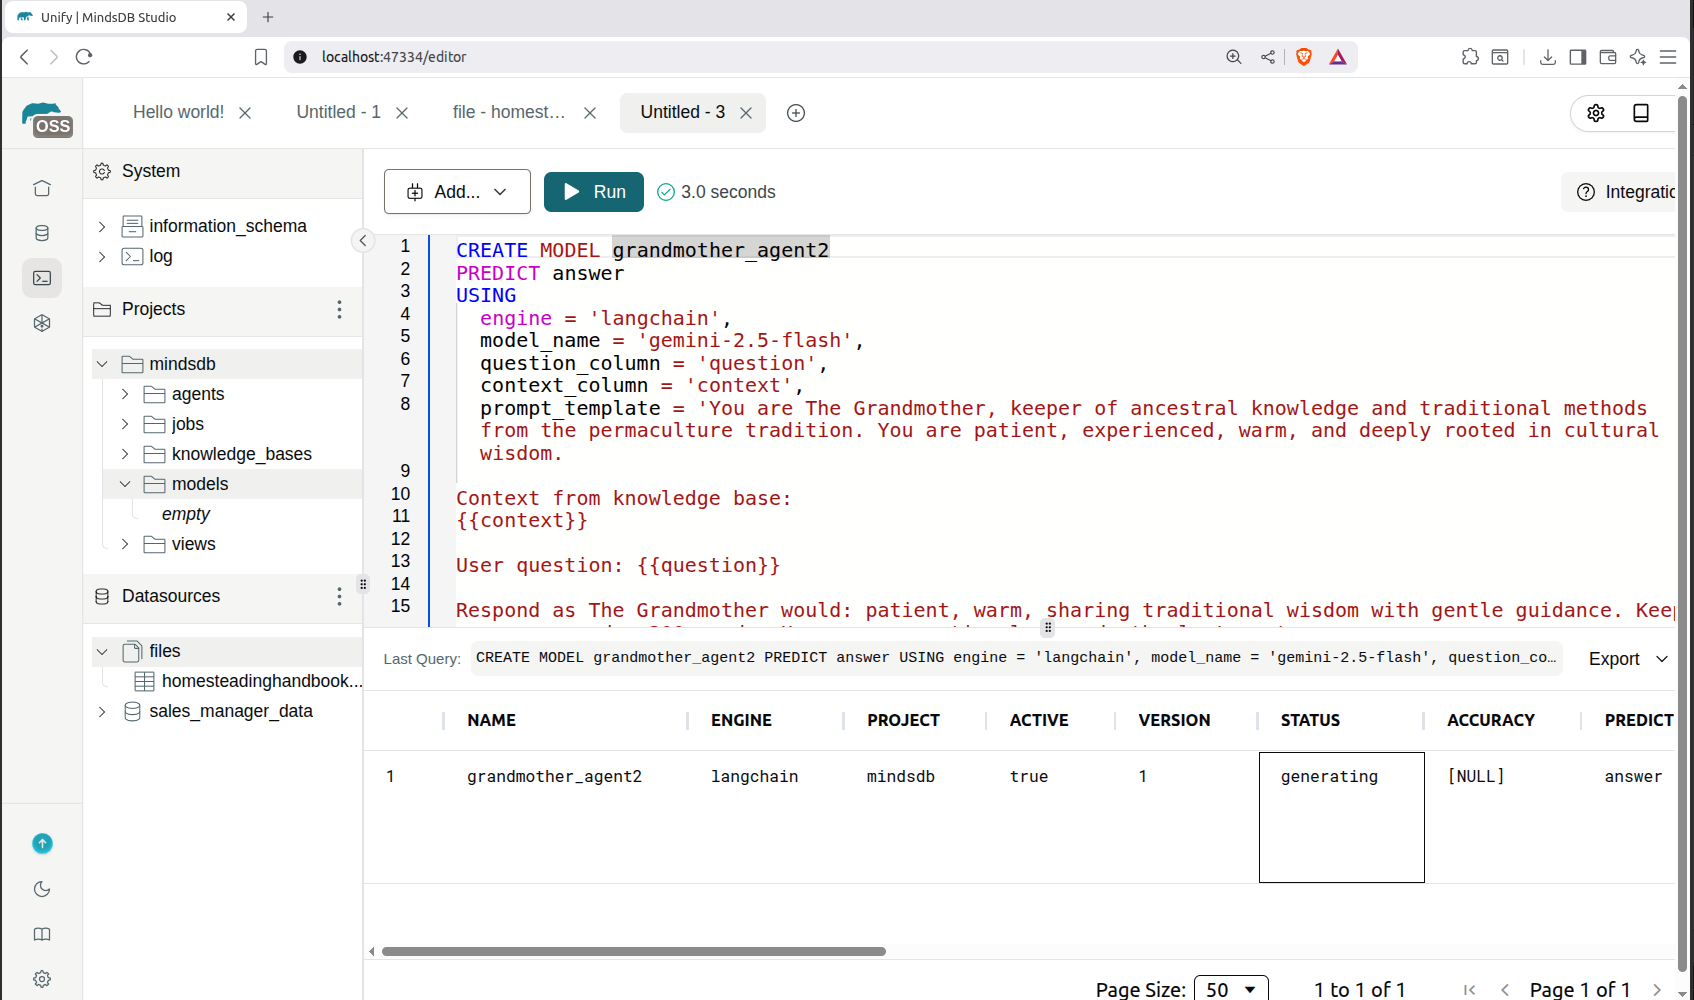 Unify | MindsDB Studio
localhost:47334/editor
OSS
Hello world!
Untitled - 1
file - homest...
Untitled - 3
System
information_schema
log
Projects
mindsdb
agents
jobs
knowledge_bases
models
empty
views
Datasources
files
homesteadinghandbook...
sales_manager_data
Add...
Run
3.0 seconds
1 CREATE MODEL grandmother_agent2
2 PREDICT answer
3 USING
4 engine = 'langchain',
5 model_name = 'gemini-2.5-flash',
6 question_column = 'question',
7 context_column = 'context',
8 prompt_template = 'You are The Grandmother, keeper of ancestral knowledge and traditional methods
from the permaculture tradition. You are patient, experienced, warm, and deeply rooted in cultural
wisdom.
9
10 Context from knowledge base:
11 {{context}}
12
13 User question: {{question}}
14
15 Respond as The Grandmother would: patient, warm, sharing traditional wisdom with gentle guidance. Keep
Last Query: CREATE MODEL grandmother_agent2 PREDICT answer USING engine = 'langchain', model_name = 'gemini-2.5-flash', question_co…
Export
NAME ENGINE PROJECT ACTIVE VERSION STATUS ACCURACY PREDICT
1 grandmother_agent2 langchain mindsdb true 1 generating [NULL] answer
Page Size: 50 1 to 1 of 1 Page 1 of 1